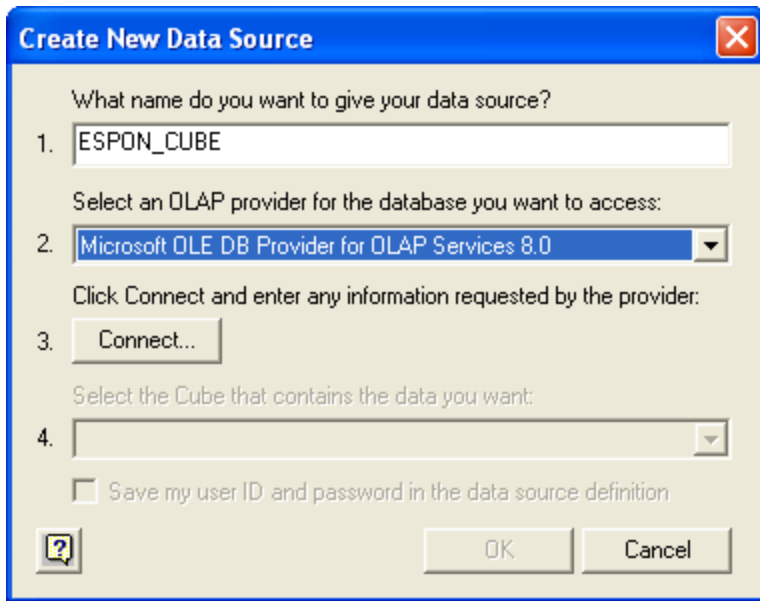 Create New Data Source
What name do you want to give your data source?
1. ESPON_CUBE
Select an OLAP provider for the database you want to access:
2. Microsoft OLE DB Provider for OLAP Services 8.0
Click Connect and enter any information requested by the provider:
3. Connect...
Select the Cube that contains the data you want:
4.
Save my user ID and password in the data source definition
? OK Cancel